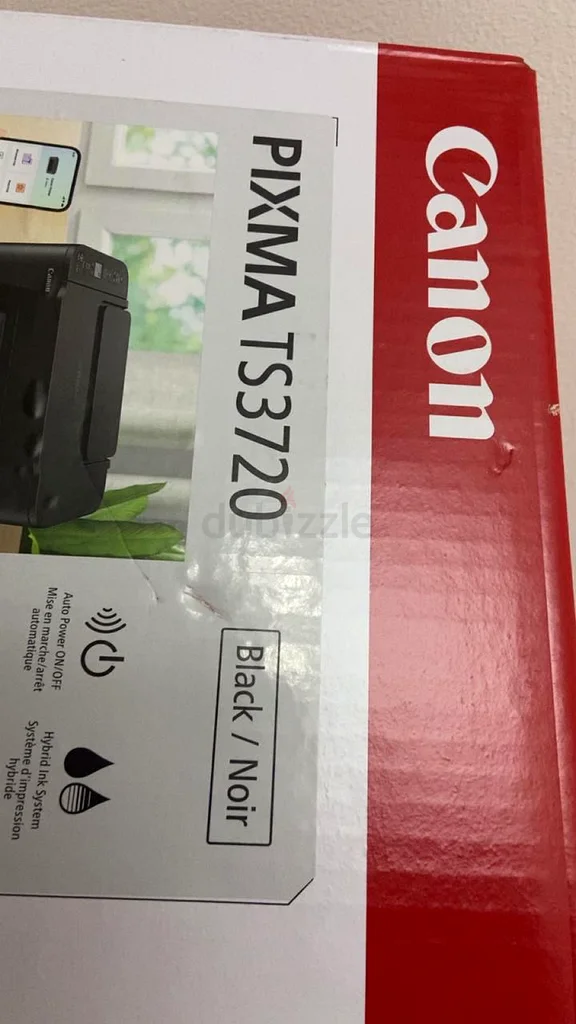 Canon
PIXMA TS3720
Black / Noir
Canon
Auto Power ON/OFF
Mise en marche/arrêt
automatique
Hybrid Ink System
Système d'impression
hybride
dubizzle